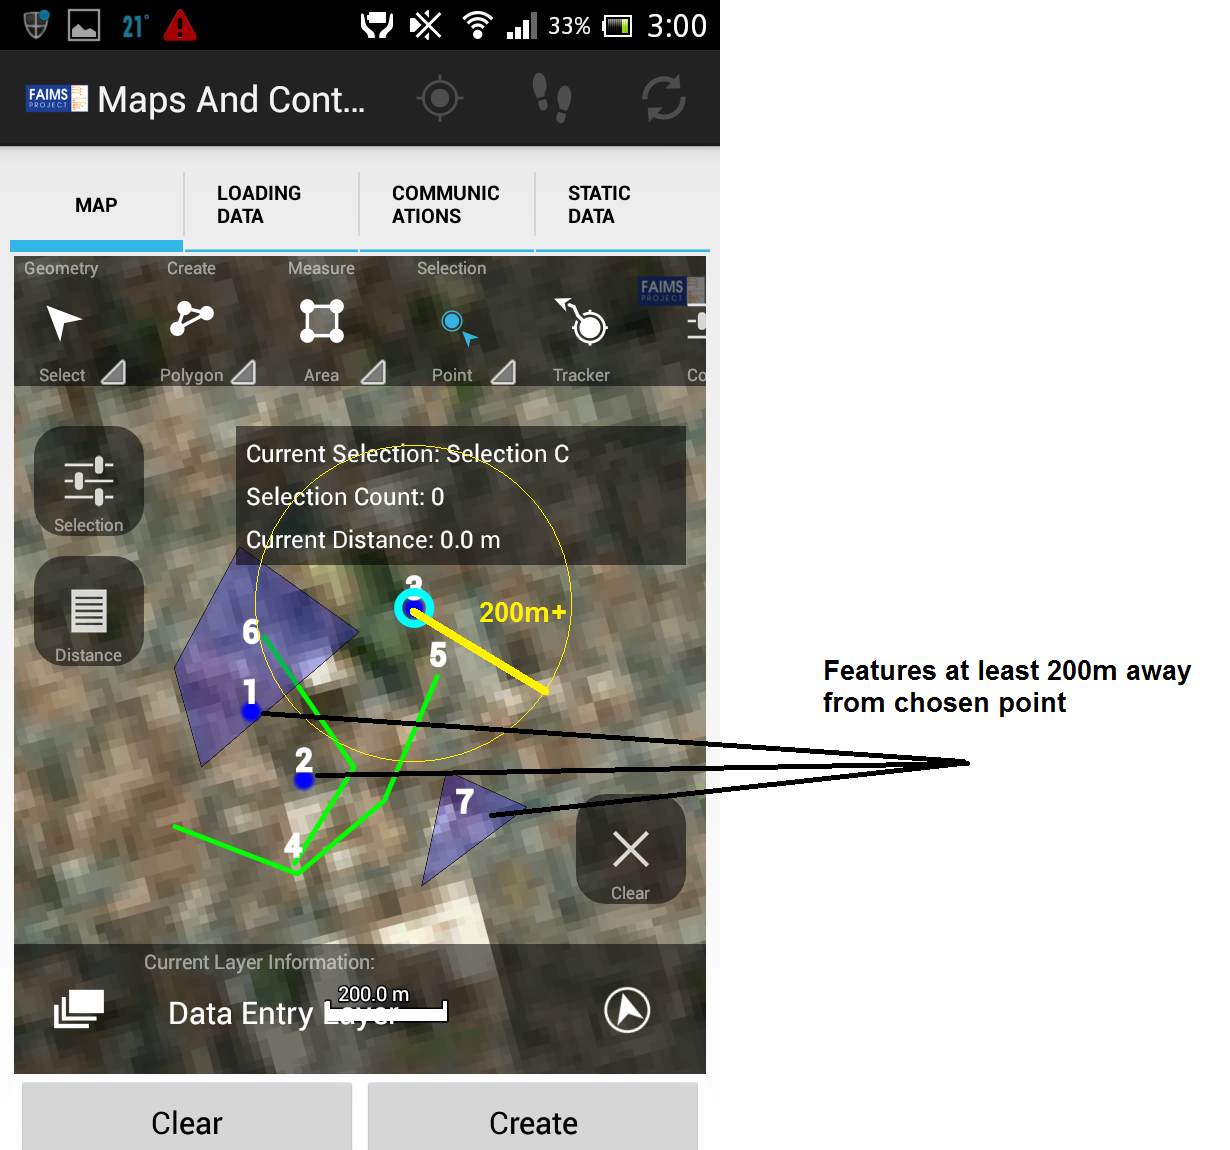 21°
33%
3:00
FAIMS
PROJECT
Maps And Cont...
MAP
LOADING
DATA
COMMUNIC
ATIONS
STATIC
DATA
Geometry
Create
Measure
Selection
FAIMS
PROJECT
Select
Polygon
Area
Point
Tracker
Co
Current Selection: Selection C
Selection Count: 0
Current Distance: 0.0 m
Selection
Distance
3
200m+
6
5
1
2
7
4
Features at least 200m away
from chosen point
Clear
Current Layer Information:
200.0 m
Data Entry Layer
Clear
Create